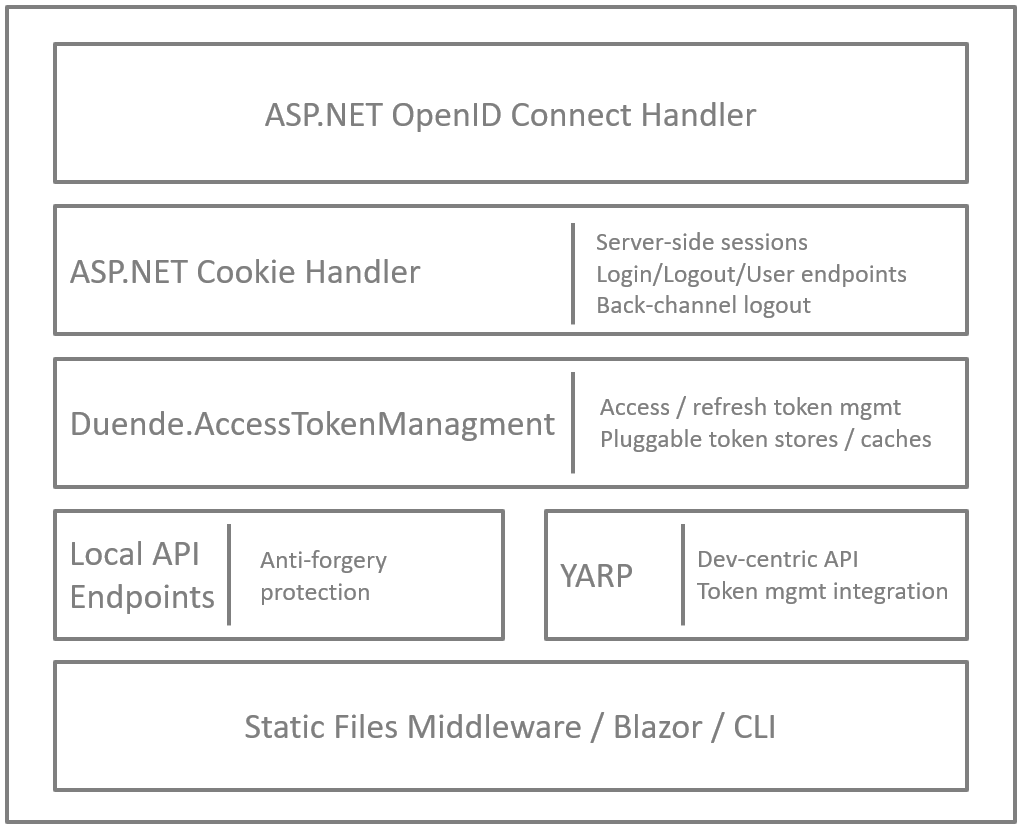 ASP.NET OpenID Connect Handler
ASP.NET Cookie Handler
Server-side sessions
Login/Logout/User endpoints
Back-channel logout
Duende.AccessTokenManagment
Access / refresh token mgmt
Pluggable token stores / caches
Local API
Endpoints
Anti-forgery
protection
YARP
Dev-centric API
Token mgmt integration
Static Files Middleware / Blazor / CLI